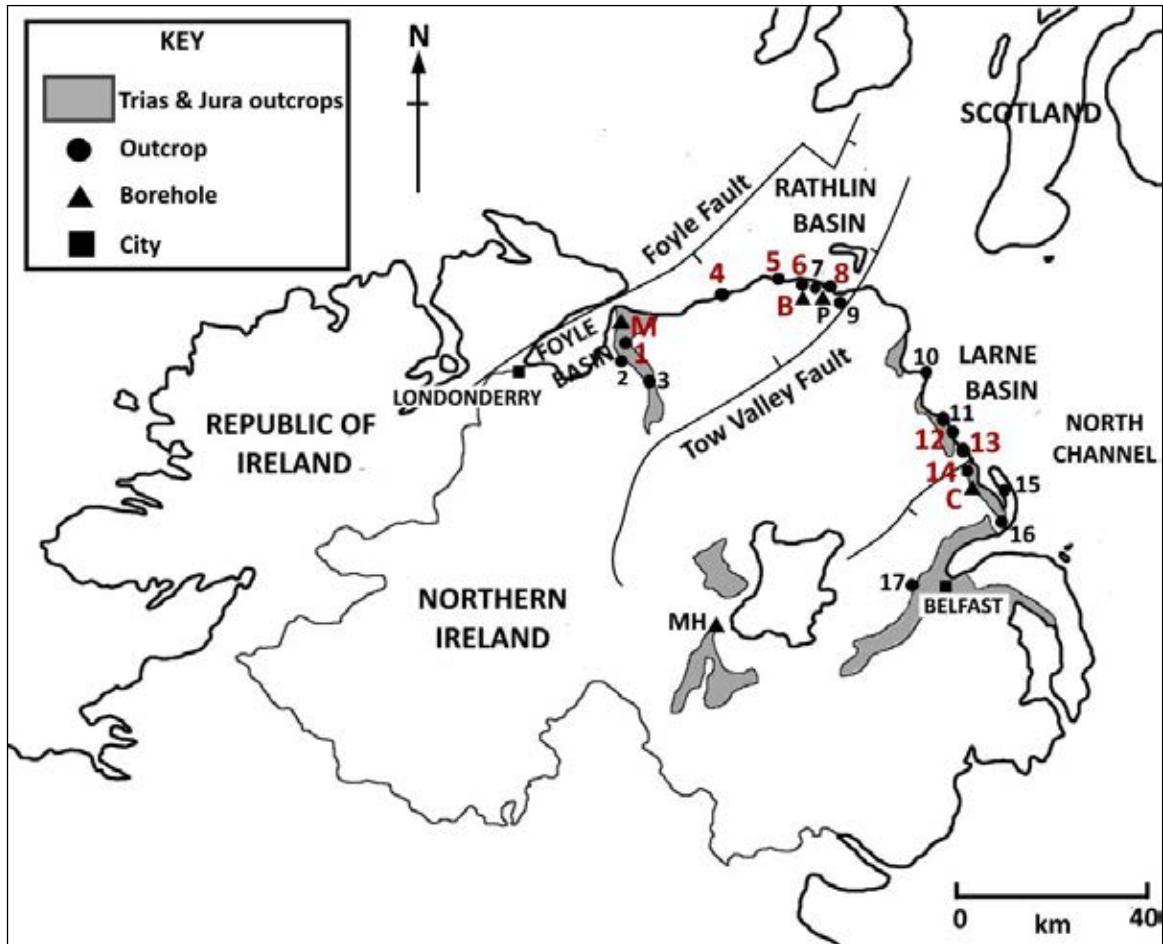 KEY
Trias & Jura outcrops
Outcrop
Borehole
City
N
SCOTLAND
RATHLIN
BASIN
Foyle Fault
4
5
6
7
8
B
P
9
M
FOYLE
BASIN
1
2
3
LONDONDERRY
Tow Valley Fault
REPUBLIC OF
IRELAND
10
LARNE
BASIN
11
12
13
NORTH
CHANNEL
14
C
15
16
17
BELFAST
NORTHERN
IRELAND
MH
0
40
km